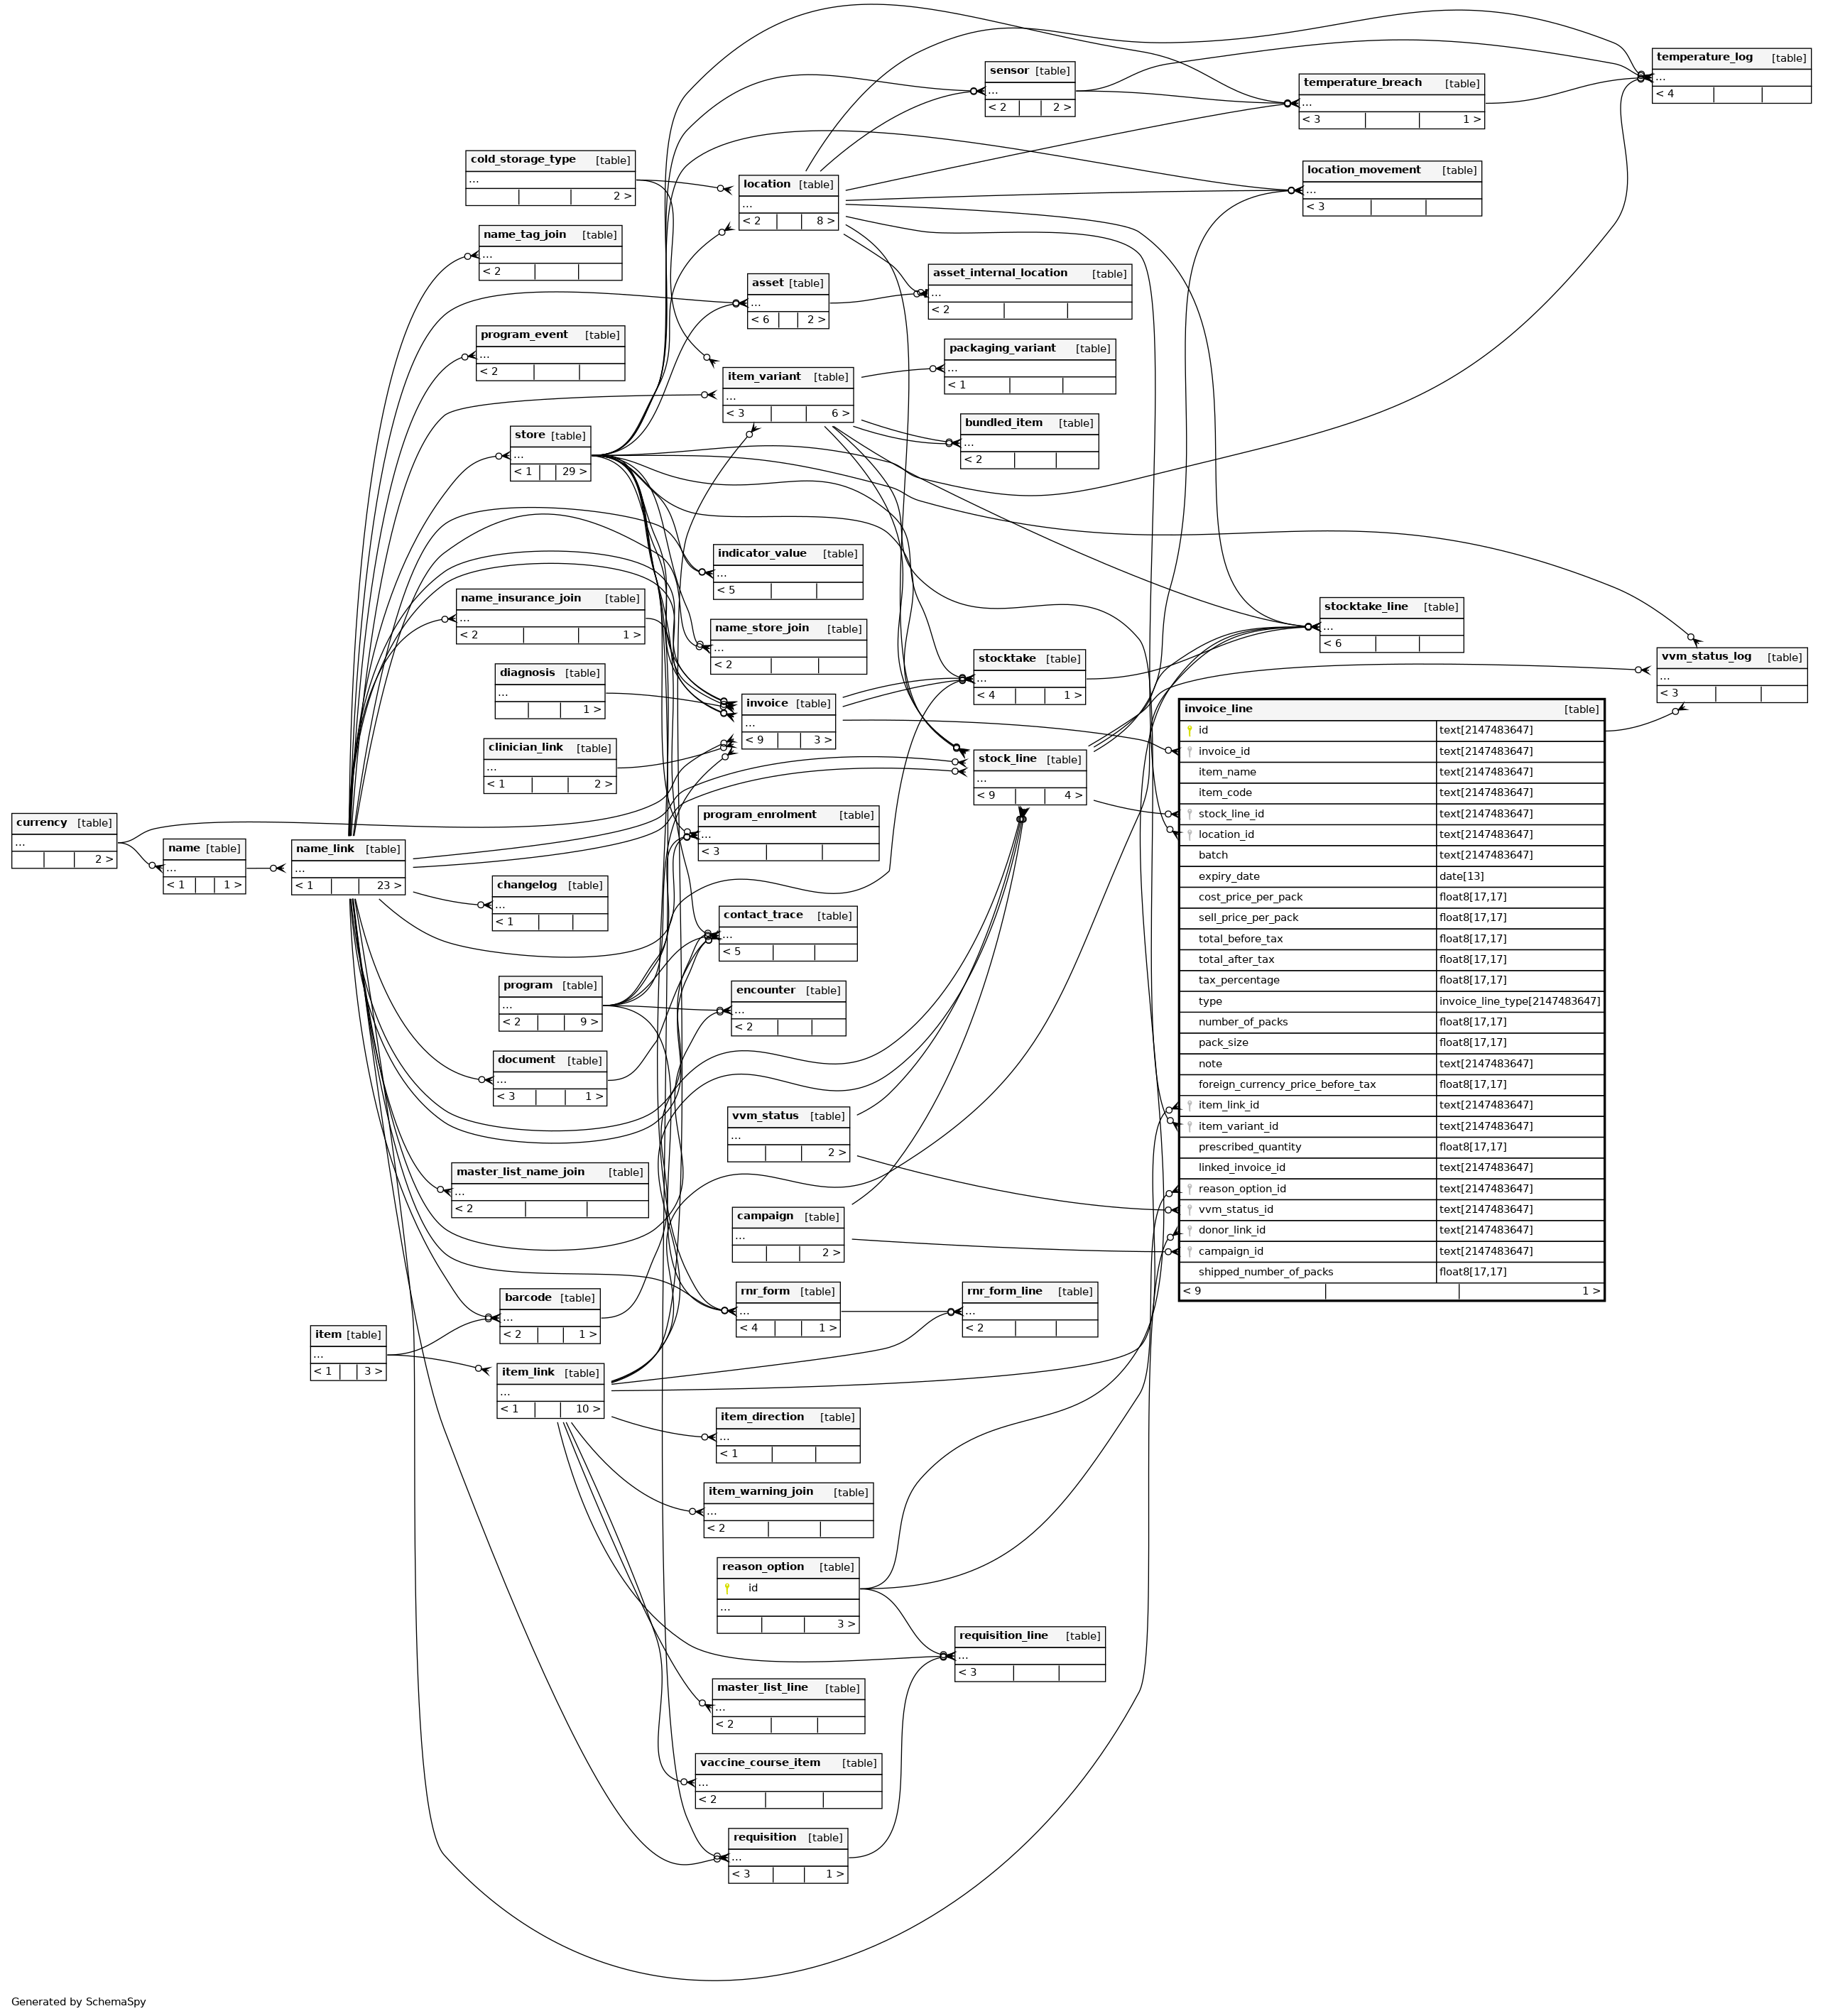 temperature_log [table]
...
< 4
sensor [table]
...
< 2 2 >
temperature_breach [table]
...
< 3 1 >
cold_storage_type [table]
...
2 >
location [table]
...
< 2 8 >
location_movement [table]
...
< 3
name_tag_join [table]
...
< 2
asset [table]
...
< 6 2 >
asset_internal_location [table]
...
< 2
program_event [table]
...
< 2
packaging_variant [table]
...
< 1
item_variant [table]
...
< 3 6 >
bundled_item [table]
...
< 2
store [table]
...
< 1 29 >
indicator_value [table]
...
< 5
name_insurance_join [table]
...
< 2 1 >
name_store_join [table]
...
< 2
stocktake_line [table]
...
< 6
stocktake [table]
...
< 4 1 >
vvm_status_log [table]
...
< 3
diagnosis [table]
...
1 >
invoice [table]
...
< 9 3 >
clinician_link [table]
...
< 1 2 >
stock_line [table]
...
< 9 4 >
invoice_line [table]
id text[2147483647]
invoice_id text[2147483647]
item_name text[2147483647]
item_code text[2147483647]
stock_line_id text[2147483647]
location_id text[2147483647]
batch text[2147483647]
expiry_date date[13]
cost_price_per_pack float8[17,17]
sell_price_per_pack float8[17,17]
total_before_tax float8[17,17]
total_after_tax float8[17,17]
tax_percentage float8[17,17]
type invoice_line_type[2147483647]
number_of_packs float8[17,17]
pack_size float8[17,17]
note text[2147483647]
foreign_currency_price_before_tax float8[17,17]
item_link_id text[2147483647]
item_variant_id text[2147483647]
prescribed_quantity float8[17,17]
linked_invoice_id text[2147483647]
reason_option_id text[2147483647]
vvm_status_id text[2147483647]
donor_link_id text[2147483647]
campaign_id text[2147483647]
shipped_number_of_packs float8[17,17]
< 9 1 >
currency [table]
...
2 >
name [table]
...
< 1 1 >
name_link [table]
...
< 1 23 >
program_enrolment [table]
...
< 3
changelog [table]
...
< 1
contact_trace [table]
...
< 5
program [table]
...
< 2 9 >
encounter [table]
...
< 2
document [table]
...
< 3 1 >
vvm_status [table]
...
2 >
master_list_name_join [table]
...
< 2
campaign [table]
...
2 >
barcode [table]
...
< 2 1 >
rnr_form [table]
...
< 4 1 >
rnr_form_line [table]
...
< 2
item [table]
...
< 1 3 >
item_link [table]
...
< 1 10 >
item_direction [table]
...
< 1
item_warning_join [table]
...
< 2
reason_option [table]
id
...
3 >
requisition_line [table]
...
< 3
master_list_line [table]
...
< 2
vaccine_course_item [table]
...
< 2
requisition [table]
...
< 3 1 >
Generated by SchemaSpy